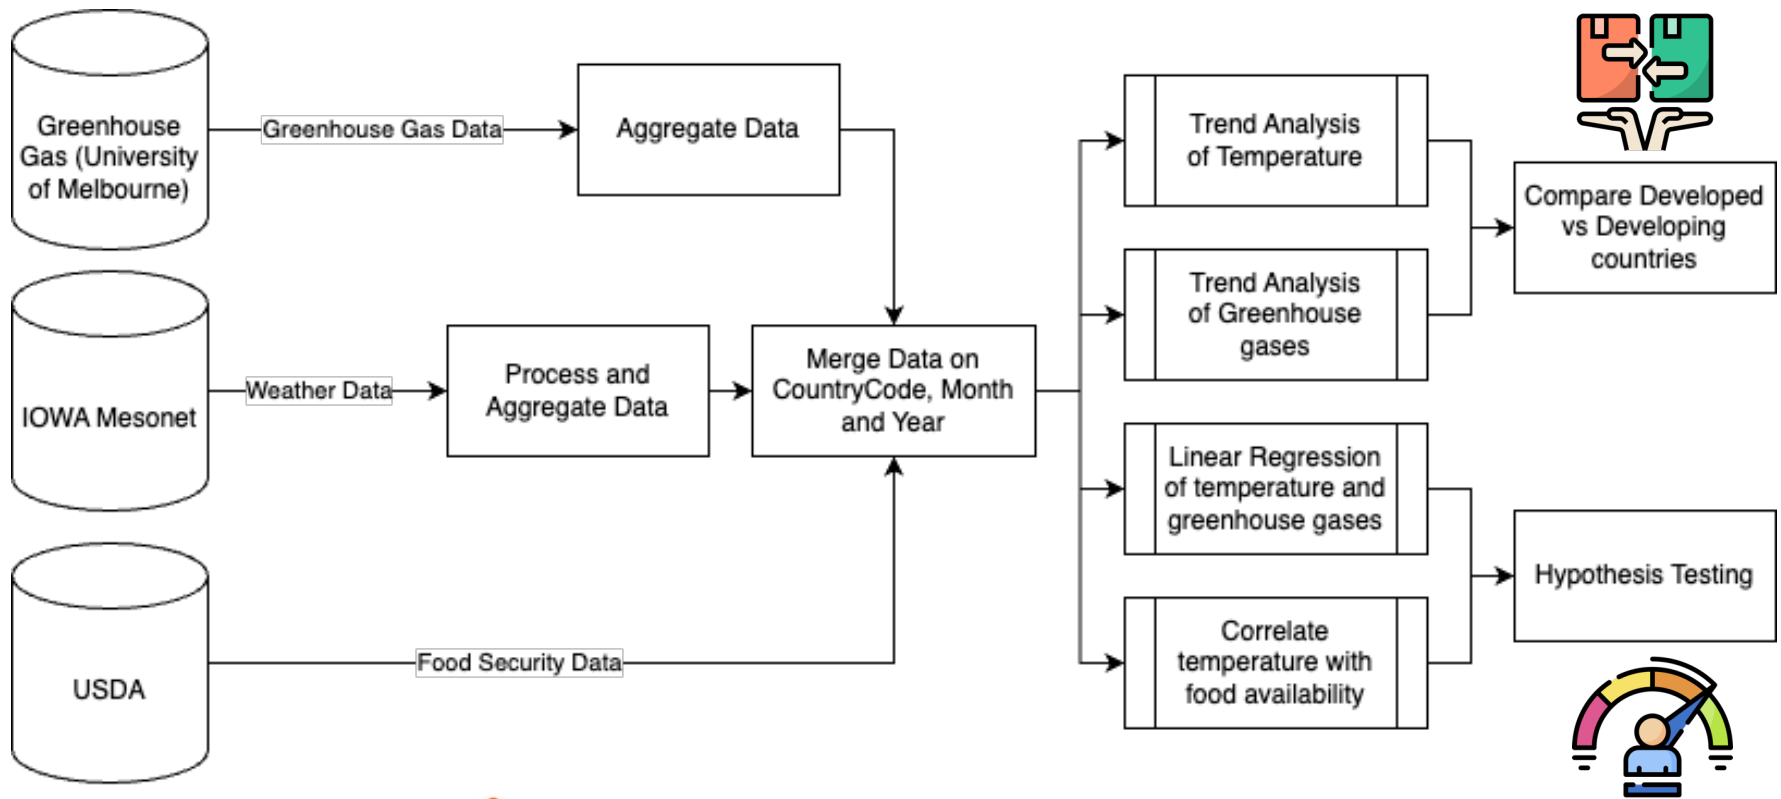 Greenhouse
Gas (University
of Melbourne)
Greenhouse Gas Data
Aggregate Data
IOWA Mesonet
Weather Data
Process and
Aggregate Data
Merge Data on
CountryCode, Month
and Year
USDA
Food Security Data
Trend Analysis
of Temperature
Trend Analysis
of Greenhouse
gases
Linear Regression
of temperature and
greenhouse gases
Correlate
temperature with
food availability
Compare Developed
vs Developing
countries
Hypothesis Testing